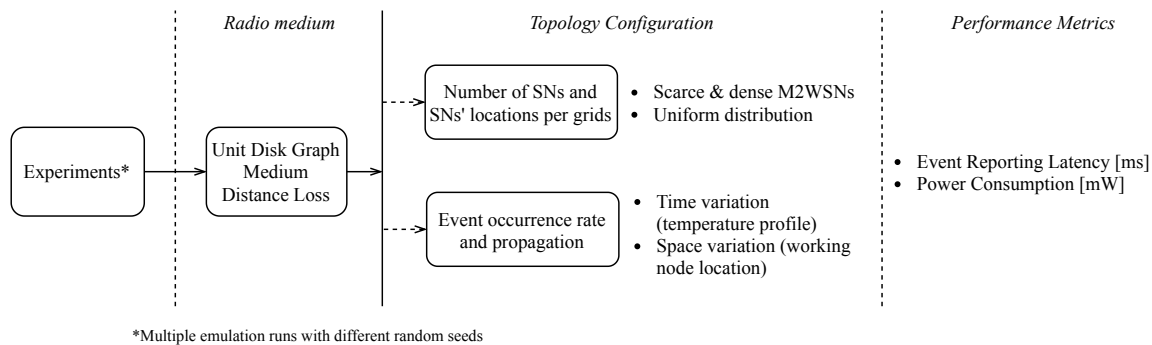 Radio medium
Topology Configuration
Performance Metrics
Experiments*
Unit Disk Graph
Medium
Distance Loss
Number of SNs and
SNs' locations per grids
• Scarce & dense M2WSNs
• Uniform distribution
Event occurrence rate
and propagation
• Time variation
(temperature profile)
• Space variation (working
node location)
• Event Reporting Latency [ms]
• Power Consumption [mW]
*Multiple emulation runs with different random seeds